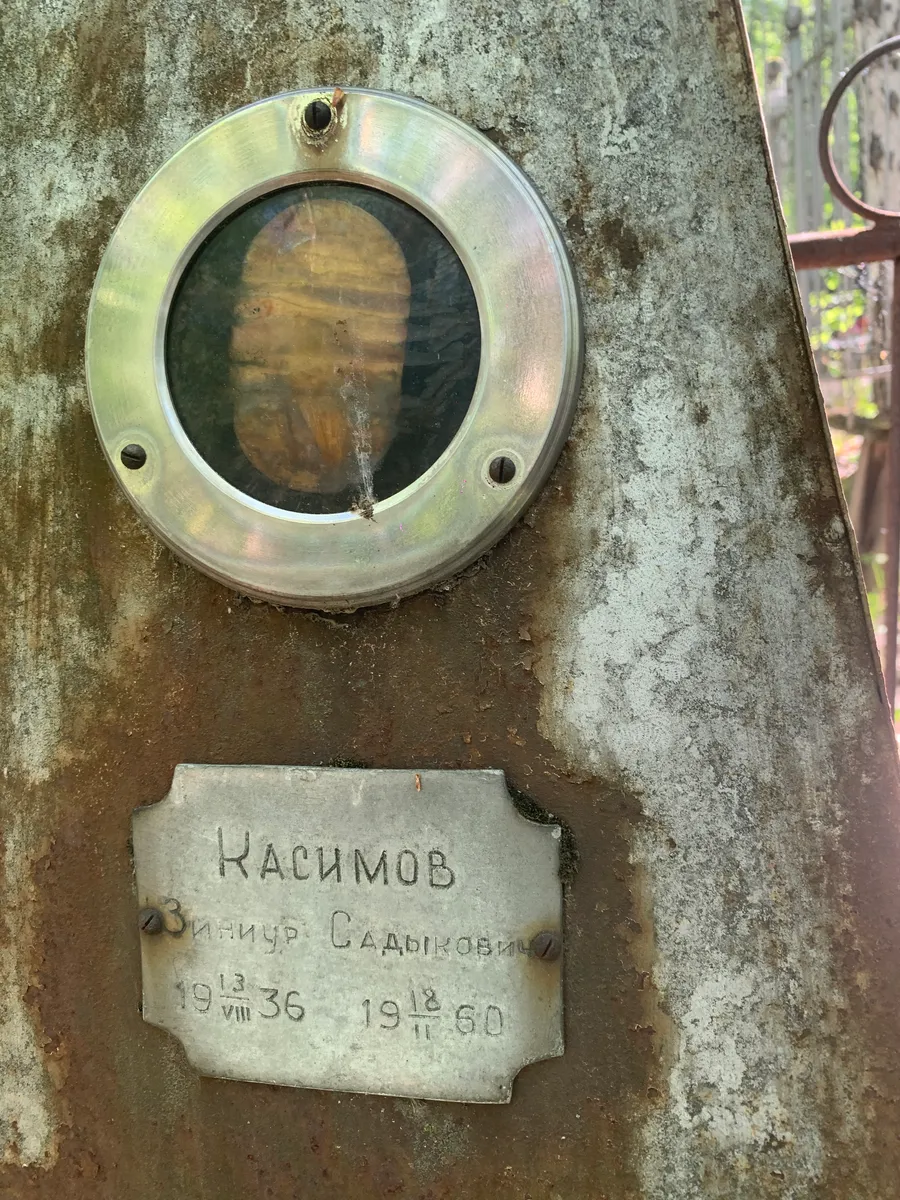 Касимов
Зиниур Садыкович
19 13/VIII 36 19 18/II 60